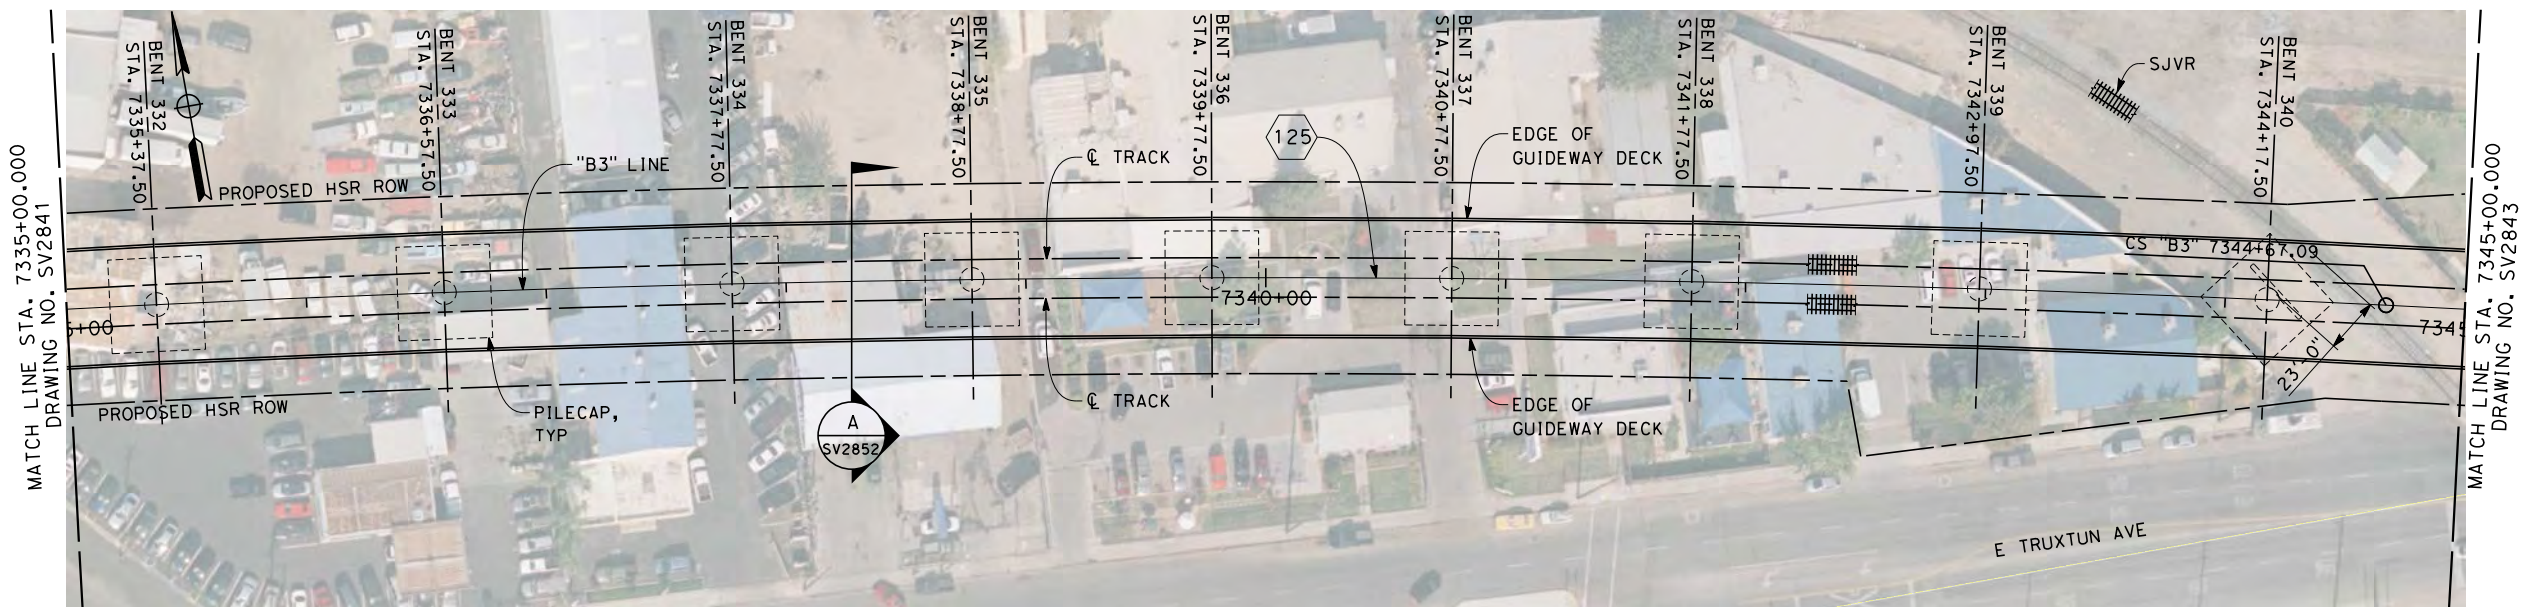 MATCH LINE STA. 7335+00.000
DRAWING NO. SV2841
BENT 332
STA. 7335+37.50
BENT 333
STA. 7336+57.50
BENT 334
STA. 7337+77.50
BENT 335
STA. 7338+77.50
BENT 336
STA. 7339+77.50
BENT 337
STA. 7340+77.50
BENT 338
STA. 7341+77.50
BENT 339
STA. 7342+97.50
BENT 340
STA. 7344+17.50
SJVR
PROPOSED HSR ROW
"B3" LINE
℄ TRACK
125
EDGE OF
GUIDEWAY DECK
CS "B3" 7344+67.09
7340+00
5+00
7345
23'-0"
PROPOSED HSR ROW
PILECAP,
TYP
A
SV2852
℄ TRACK
EDGE OF
GUIDEWAY DECK
E TRUXTUN AVE
MATCH LINE STA. 7345+00.000
DRAWING NO. SV2843